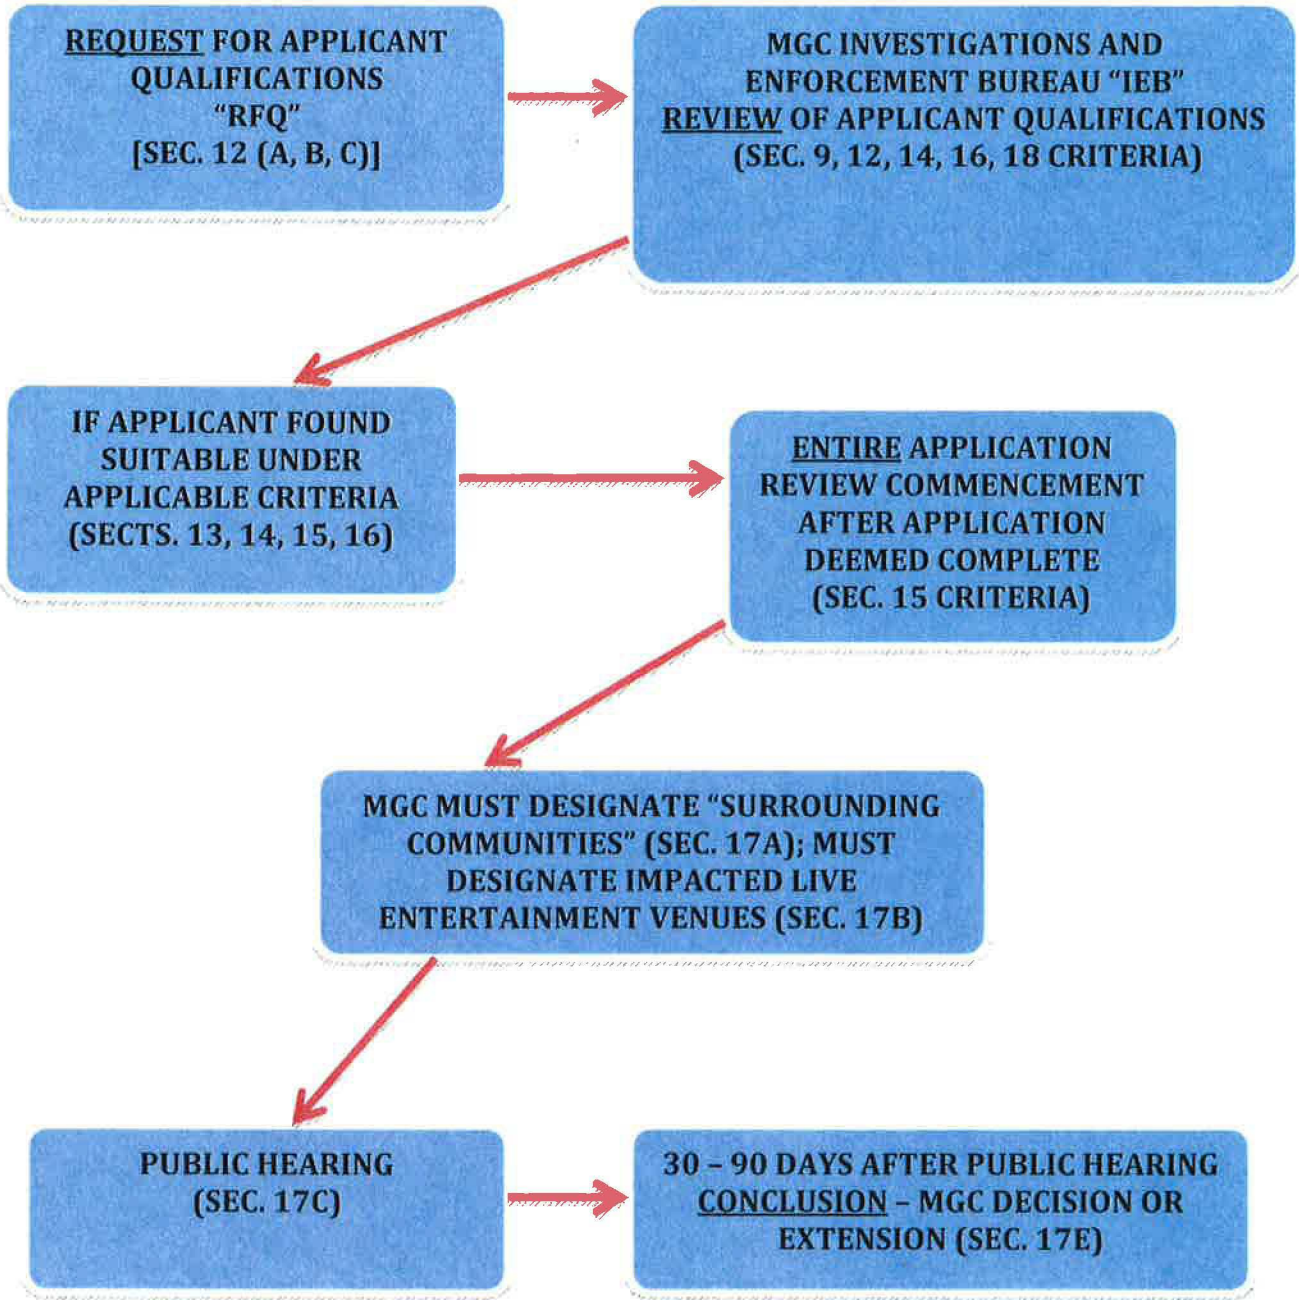 REQUEST FOR APPLICANT
QUALIFICATIONS
“RFQ”
[SEC. 12 (A, B, C)]
MGC INVESTIGATIONS AND
ENFORCEMENT BUREAU “IEB”
REVIEW OF APPLICANT QUALIFICATIONS
(SEC. 9, 12, 14, 16, 18 CRITERIA)
IF APPLICANT FOUND
SUITABLE UNDER
APPLICABLE CRITERIA
(SECTS. 13, 14, 15, 16)
ENTIRE APPLICATION
REVIEW COMMENCEMENT
AFTER APPLICATION
DEEMED COMPLETE
(SEC. 15 CRITERIA)
MGC MUST DESIGNATE “SURROUNDING
COMMUNITIES” (SEC. 17A); MUST
DESIGNATE IMPACTED LIVE
ENTERTAINMENT VENUES (SEC. 17B)
PUBLIC HEARING
(SEC. 17C)
30 – 90 DAYS AFTER PUBLIC HEARING
CONCLUSION – MGC DECISION OR
EXTENSION (SEC. 17E)